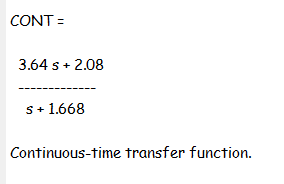 CONT =
3.64 s + 2.08
-------------
s + 1.668
Continuous-time transfer function.